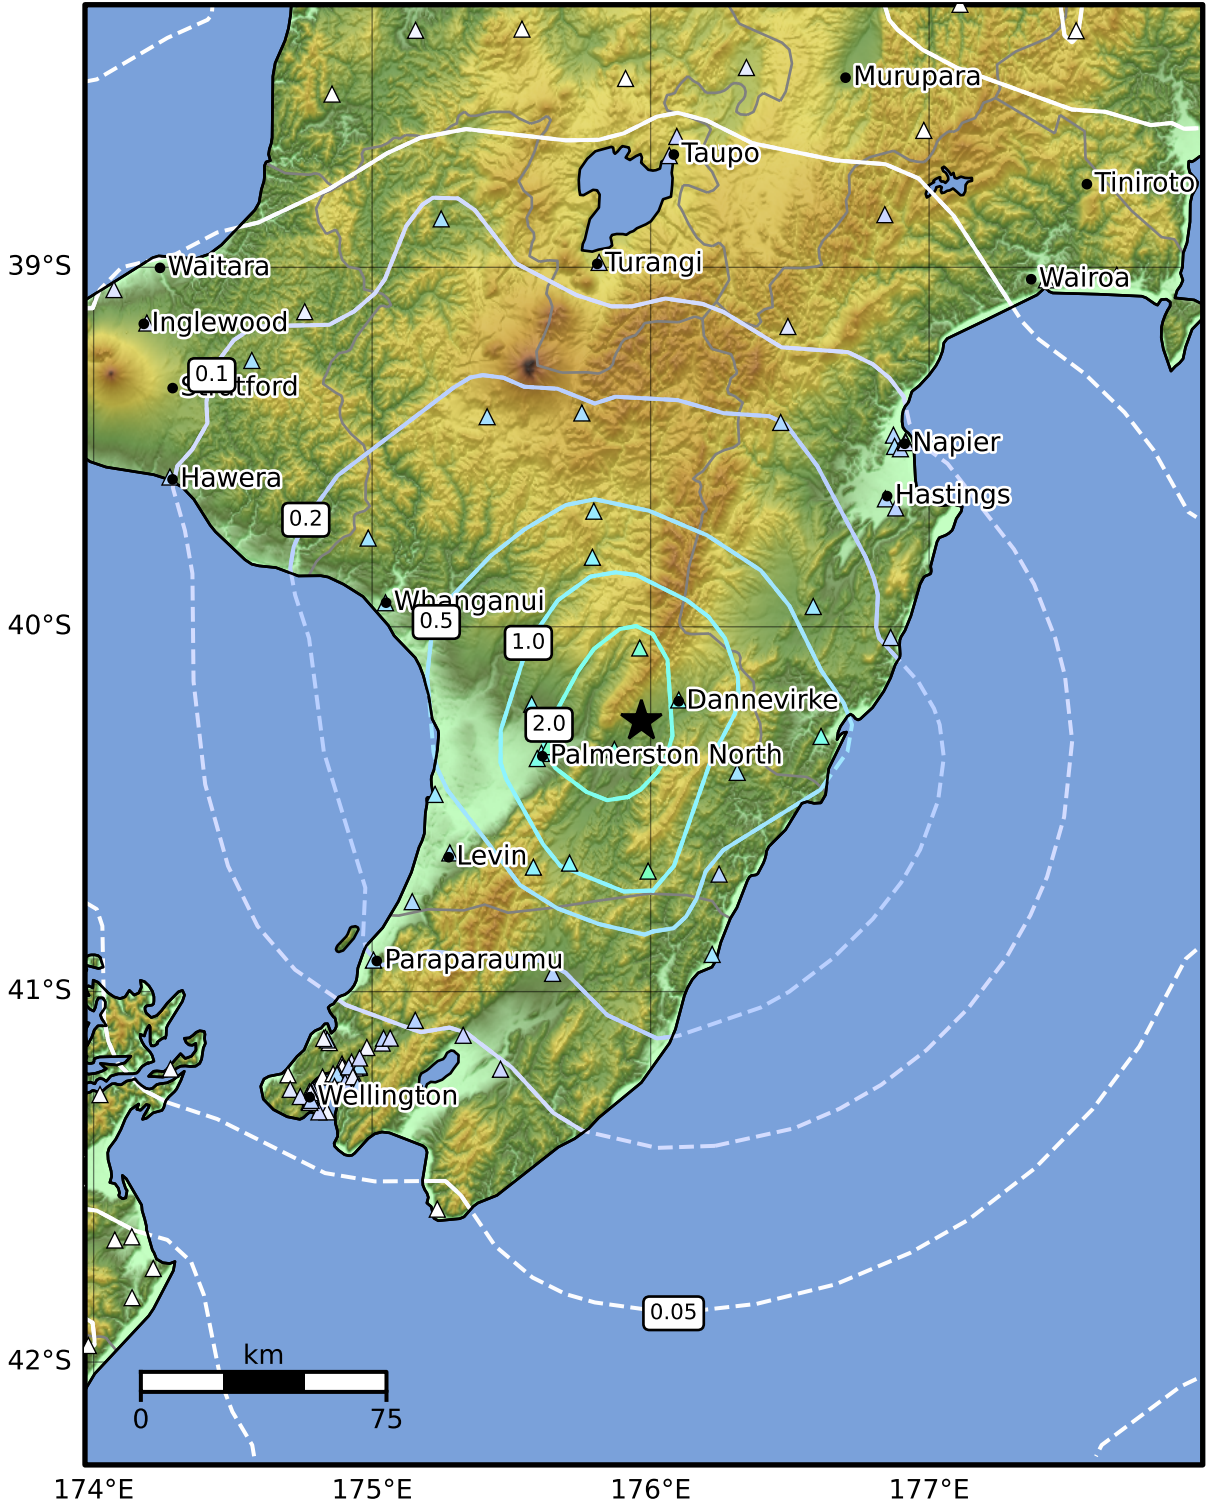 Murupara
Taupo
Tiniroto
39°S
Waitara
Turangi
Wairoa
Inglewood
0.1
Napier
Hawera
Hastings
0.2
40°S
Whanganui
0.5
1.0
Dannevirke
2.0
Palmerston North
Levin
Paraparaumu
41°S
Wellington
0.05
42°S
km
0
75
174°E
175°E
176°E
177°E